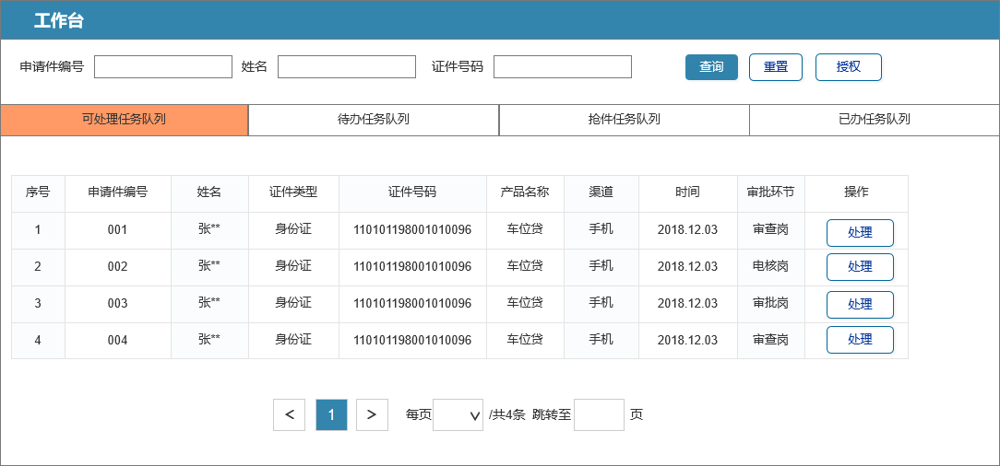 工作台
申请件编号 姓名 证件号码 查询 重置 授权
可处理任务队列 待办任务队列 抢件任务队列 已办任务队列
序号 申请件编号 姓名 证件类型 证件号码 产品名称 渠道 时间 审批环节 操作
1 001 张** 身份证 110101198001010096 车位贷 手机 2018.12.03 审查岗 处理
2 002 张** 身份证 110101198001010096 车位贷 手机 2018.12.03 电核岗 处理
3 003 张** 身份证 110101198001010096 车位贷 手机 2018.12.03 审批岗 处理
4 004 张** 身份证 110101198001010096 车位贷 手机 2018.12.03 审查岗 处理
< 1 > 每页 /共4条 跳转至 页